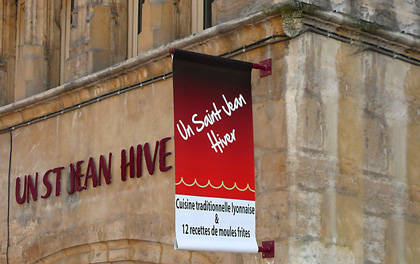 UN ST JEAN HIVE
Un Saint Jean
Hiver
Cuisine traditionnelle lyonnaise
&
12 recettes de moules frites